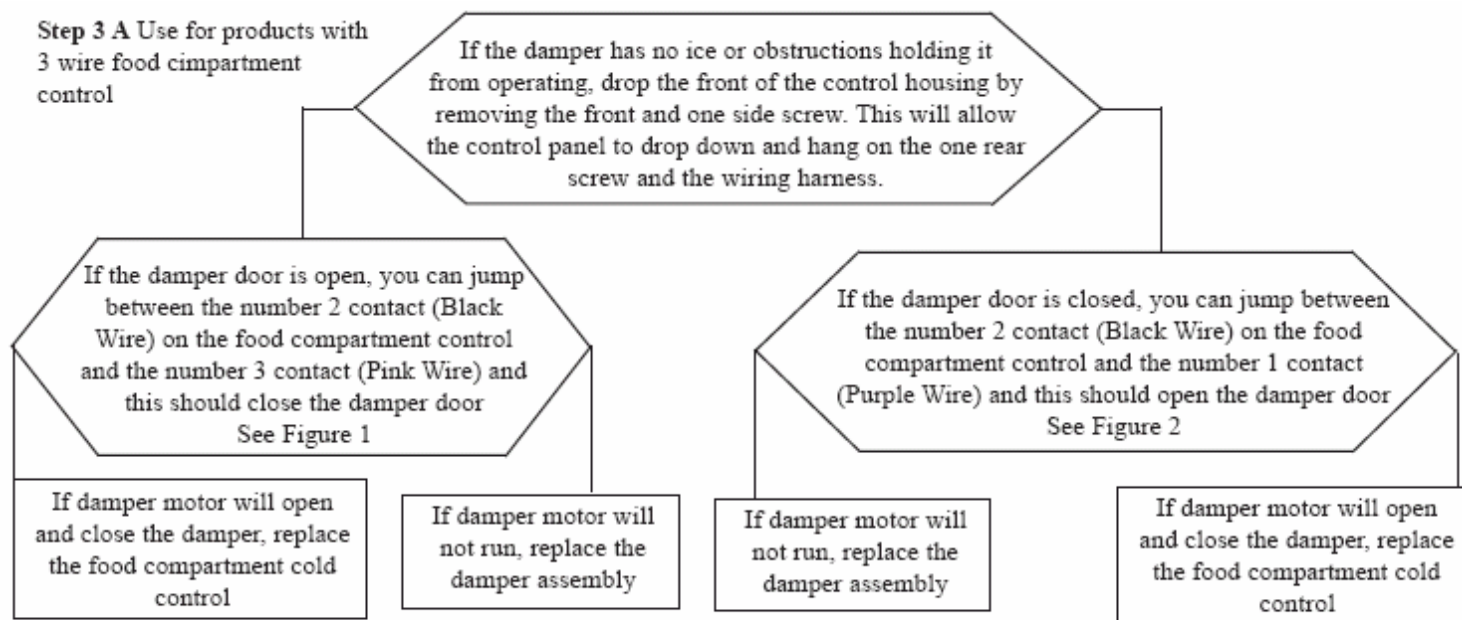 Step 3 A Use for products with
3 wire food cimpartment
control
If the damper has no ice or obstructions holding it
from operating, drop the front of the control housing by
removing the front and one side screw. This will allow
the control panel to drop down and hang on the one rear
screw and the wiring harness.
If the damper door is open, you can jump
between the number 2 contact (Black
Wire) on the food compartment control
and the number 3 contact (Pink Wire) and
this should close the damper door
See Figure 1
If the damper door is closed, you can jump between
the number 2 contact (Black Wire) on the food
compartment control and the number 1 contact
(Purple Wire) and this should open the damper door
See Figure 2
If damper motor will open
and close the damper, replace
the food compartment cold
control
If damper motor will
not run, replace the
damper assembly
If damper motor will
not run, replace the
damper assembly
If damper motor will open
and close the damper, replace
the food compartment cold
control